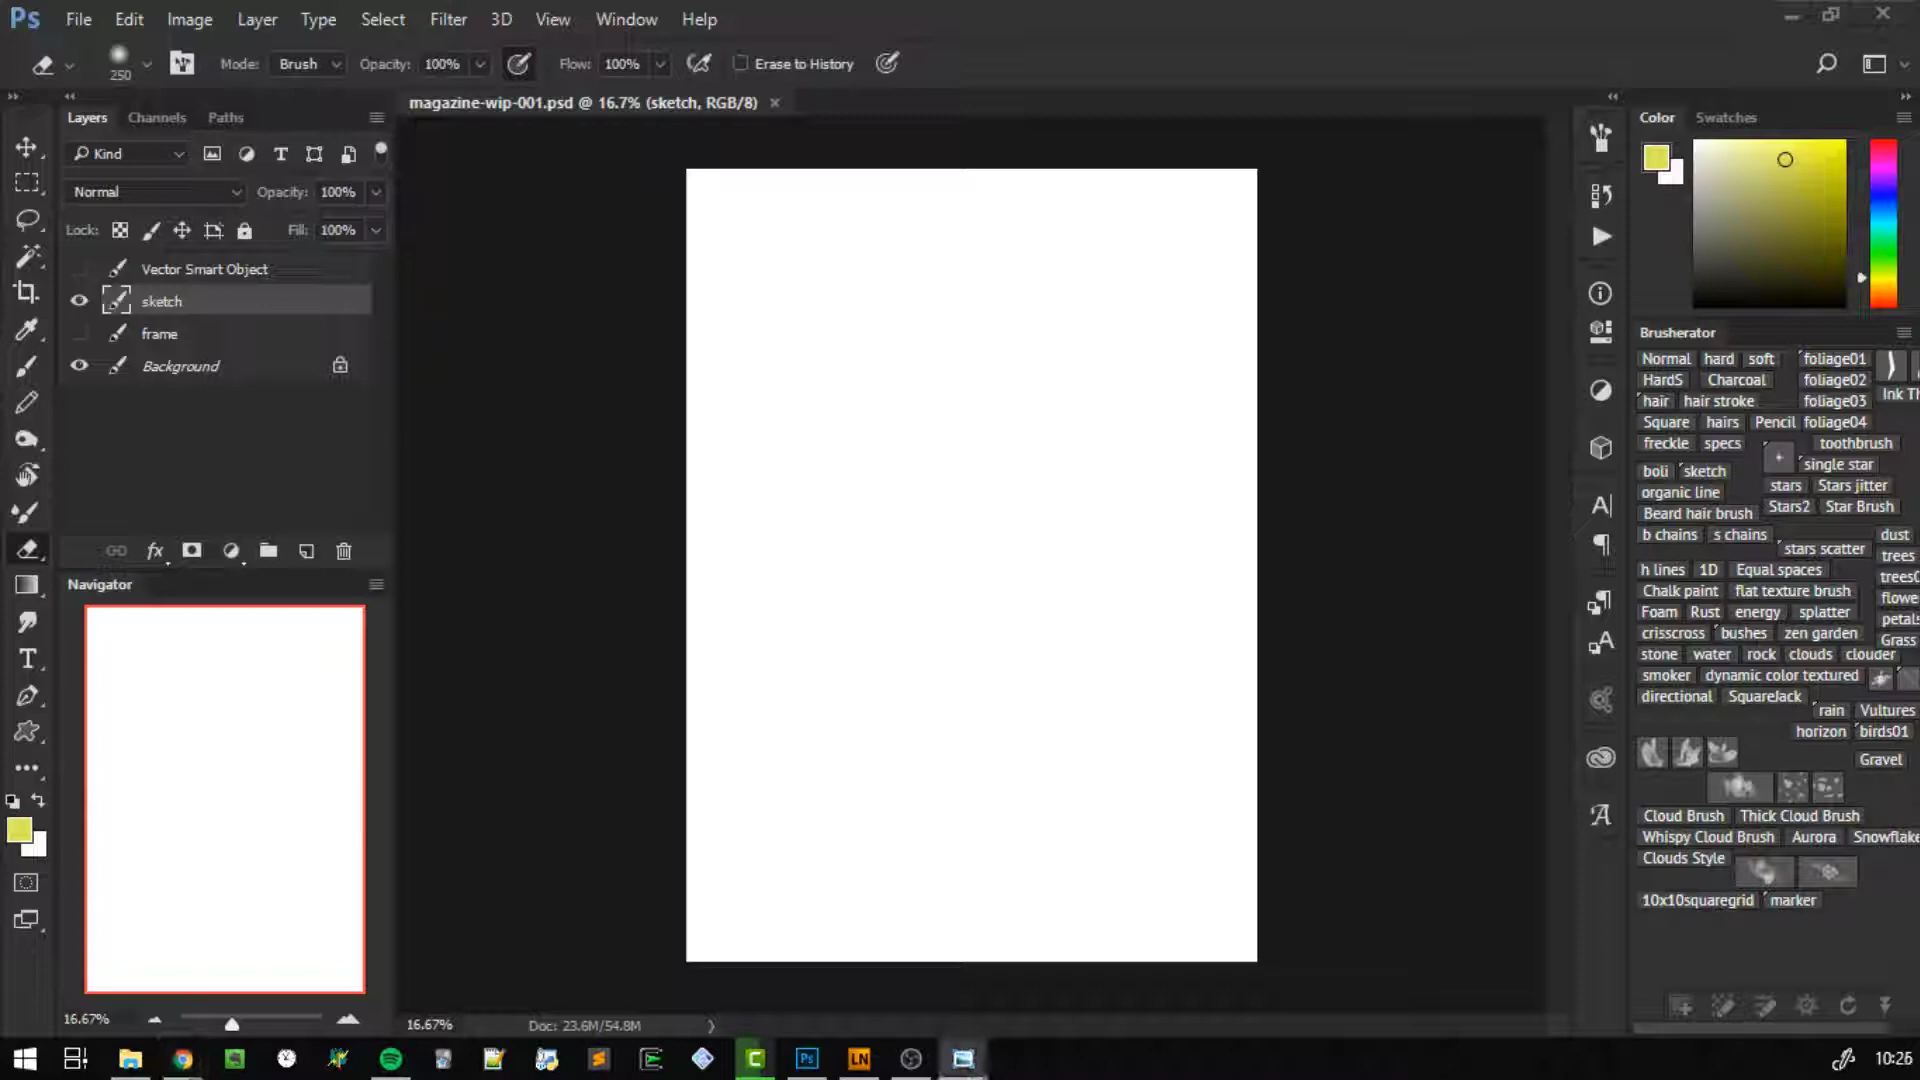 Ps File Edit Image Layer Type Select Filter 3D View Window Help
250 Mode: Brush Opacity: 100% Flow: 100% Erase to History
Layers Channels Paths
magazine-wip-001.psd @ 16.7% (sketch, RGB/8) ×
Kind
Normal Opacity: 100%
Lock: Fill: 100%
Vector Smart Object
sketch
frame
Background
fx
Navigator
16.67%
16.67% Doc: 23.6M/54.8M
Color Swatches
Brusherator
Normal hard soft foliage01
HardS Charcoal foliage02
Ink Th
hair hair stroke foliage03
Square hairs Pencil foliage04
freckle specs toothbrush
boli sketch single star
organic line stars Stars jitter
Beard hair brush Stars2 Star Brush
b chains s chains stars scatter dust
trees
h lines 1D Equal spaces trees0
Chalk paint flat texture brush flowe
Foam Rust energy splatter petals
crisscross bushes zen garden Grass
stone water rock clouds clouder
smoker dynamic color textured
directional SquareJack
rain Vultures
horizon birds01
Gravel
Cloud Brush Thick Cloud Brush
Whispy Cloud Brush Aurora Snowflake
Clouds Style
10x10squaregrid marker
Ps LN 10:26